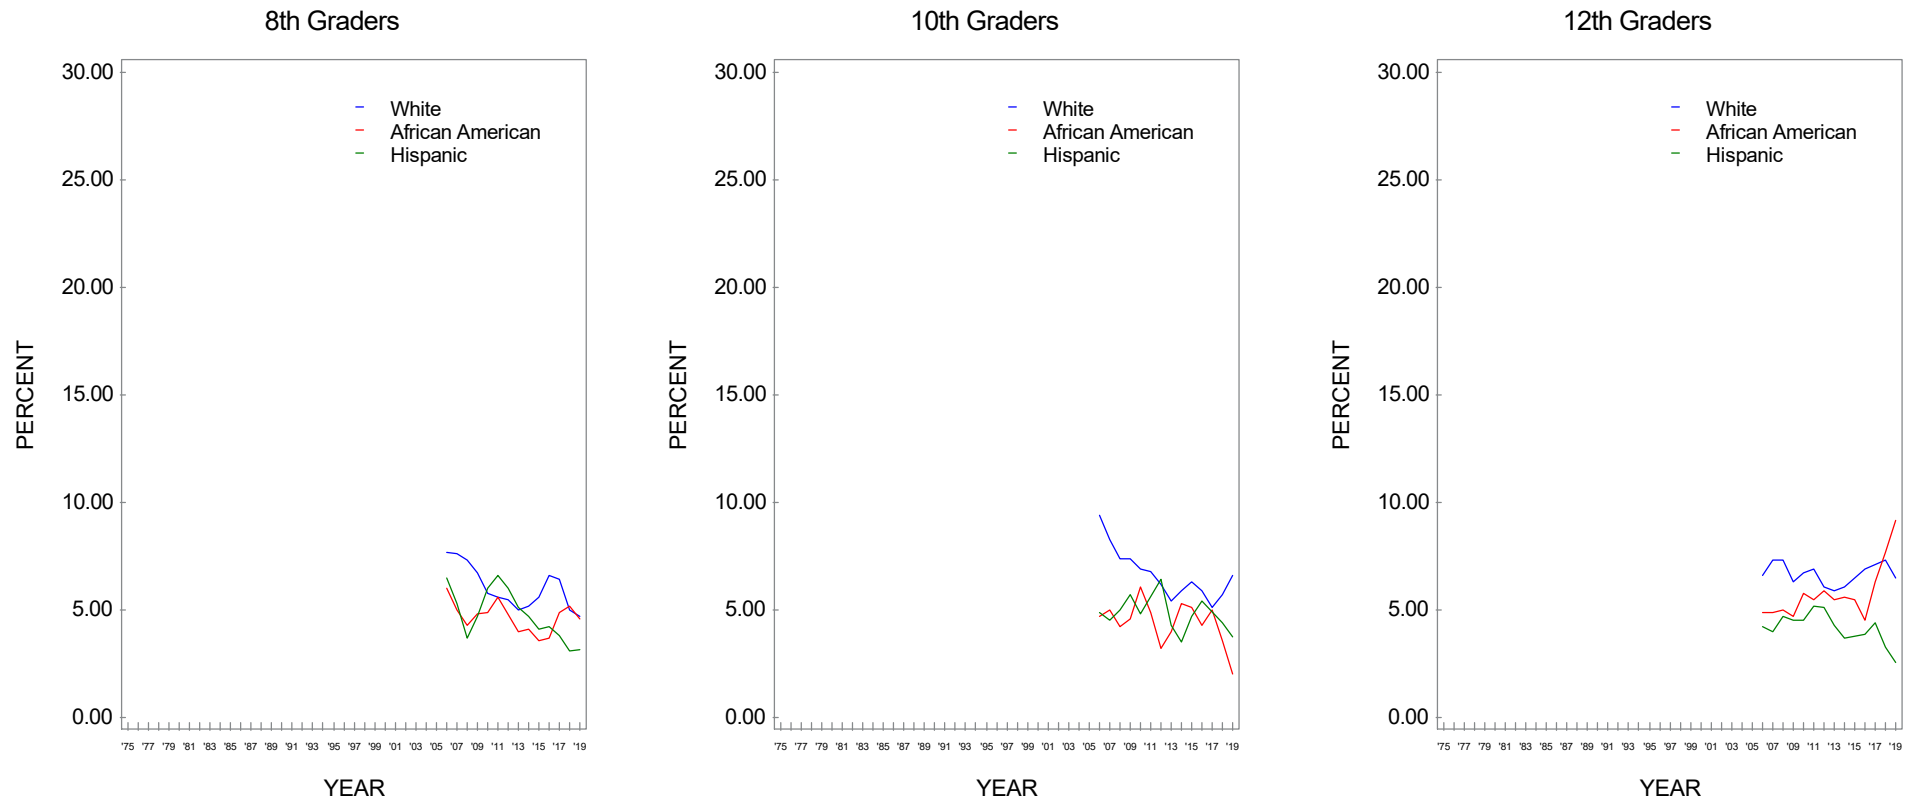 8th Graders
30.00
25.00
20.00
15.00
10.00
5.00
0.00
PERCENT
White
African American
Hispanic
'75 '77 '79 '81 '83 '85 '87 '89 '91 '93 '95 '97 '99 '01 '03 '05 '07 '09 '11 '13 '15 '17 '19
YEAR
10th Graders
30.00
25.00
20.00
15.00
10.00
5.00
0.00
PERCENT
White
African American
Hispanic
'75 '77 '79 '81 '83 '85 '87 '89 '91 '93 '95 '97 '99 '01 '03 '05 '07 '09 '11 '13 '15 '17 '19
YEAR
12th Graders
30.00
25.00
20.00
15.00
10.00
5.00
0.00
PERCENT
White
African American
Hispanic
'75 '77 '79 '81 '83 '85 '87 '89 '91 '93 '95 '97 '99 '01 '03 '05 '07 '09 '11 '13 '15 '17 '19
YEAR